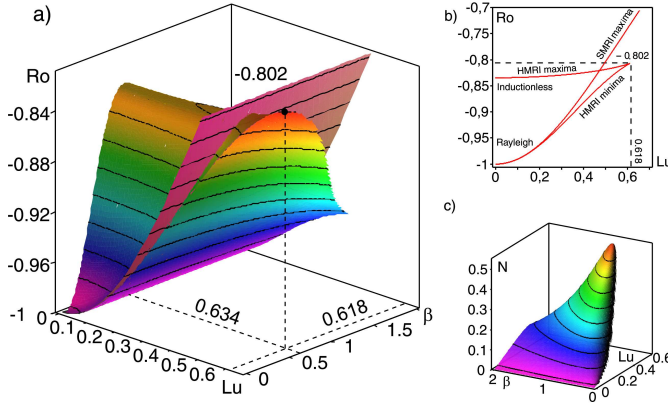 a)
Ro
-0.802
-0.84
-0.88
-0.92
-0.96
-1
0
0.1
0.2
0.3
0.4
0.5
0.6
Lu
0
0.5
1
1.5
β
0.634
0.618
b)
Ro
-0,7
-0,8
-0,85
-0,9
-0,95
-1
0
0,2
0,4
0,6
Lu
SMRI maxima
- 0.802
HMRI maxima
Inductionless
HMRI minima
Rayleigh
0.618
c)
N
0.5
0.4
0.3
0.2
0.1
0
2
β
1
0
0
0.2
0.4
0.6
Lu